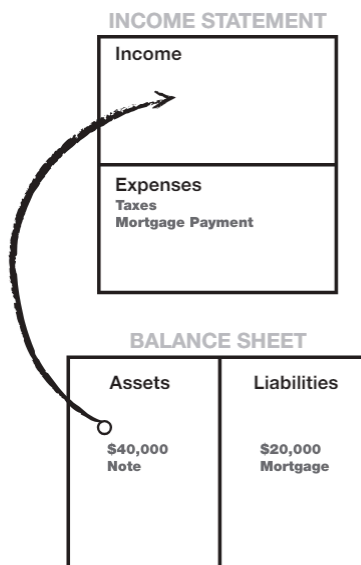 INCOME STATEMENT
Income
Expenses
Taxes
Mortgage Payment
BALANCE SHEET
Assets
Liabilities
$40,000
Note
$20,000
Mortgage